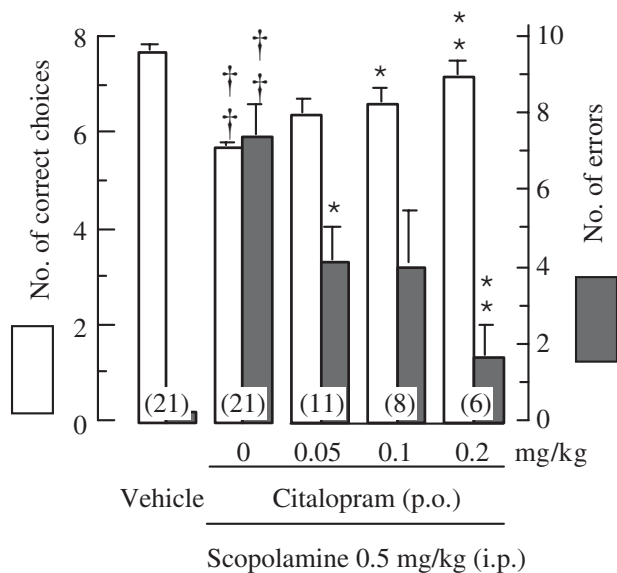 No. of correct choices
8
6
4
2
0
† † † †
* * * * * *
10
8
6
4
2
0
No. of errors
(21) (21) (11) (8) (6)
0 0.05 0.1 0.2 mg/kg
Vehicle Citalopram (p.o.)
Scopolamine 0.5 mg/kg (i.p.)